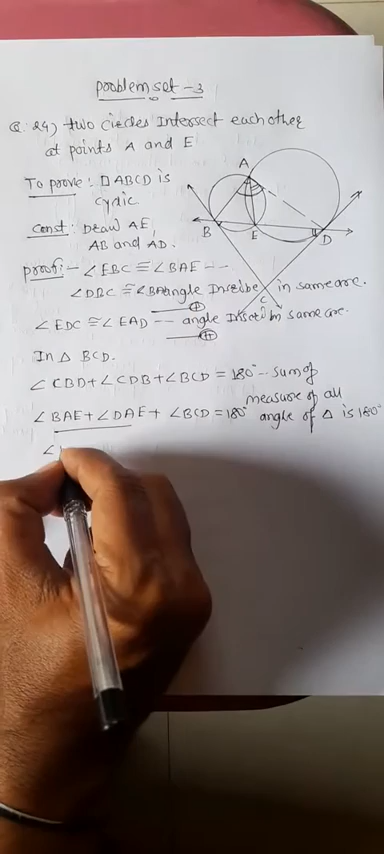 problem set - 3
Q. 24) two circles Intersect each other
at points A and E
To prove : □ABCD is
cyclic
const: Draw AE,
AB and AD.
A
B
E
D
C
proof:- ∠EBC ≅ ∠BAE --
∠DBC ≅ ∠BAE angle Inscribe in same arc.
①
∠EDC ≅ ∠EAD -- angle in same arc.
②
In △ BCD.
∠CBD + ∠CDB + ∠BCD = 180° -- sum of
measure of all
∠BAE + ∠DAE + ∠BCD = 180° angle of △ is 180°
∠